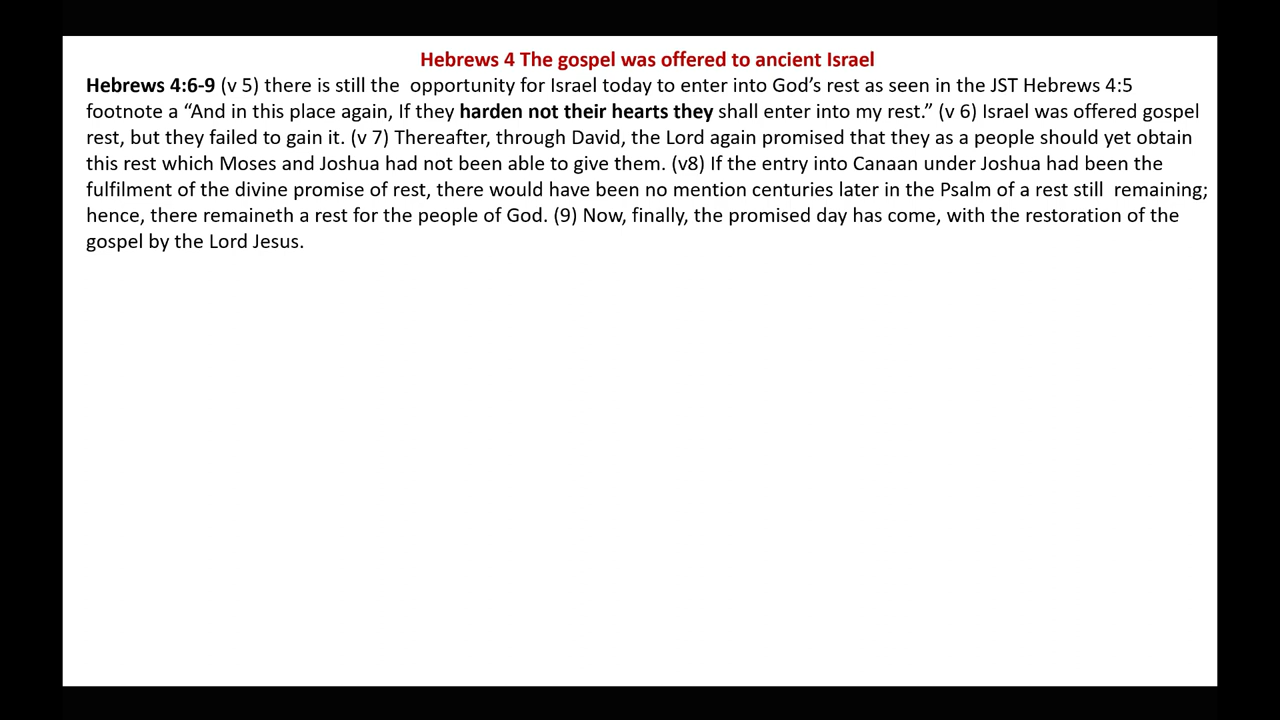 Hebrews 4 The gospel was offered to ancient Israel
Hebrews 4:6-9 (v 5) there is still the  opportunity for Israel today to enter into God’s rest as seen in the JST Hebrews 4:5
footnote a “And in this place again, If they harden not their hearts they shall enter into my rest.” (v 6) Israel was offered gospel
rest, but they failed to gain it. (v 7) Thereafter, through David, the Lord again promised that they as a people should yet obtain
this rest which Moses and Joshua had not been able to give them. (v8) If the entry into Canaan under Joshua had been the
fulfilment of the divine promise of rest, there would have been no mention centuries later in the Psalm of a rest still  remaining;
hence, there remaineth a rest for the people of God. (9) Now, finally, the promised day has come, with the restoration of the
gospel by the Lord Jesus.